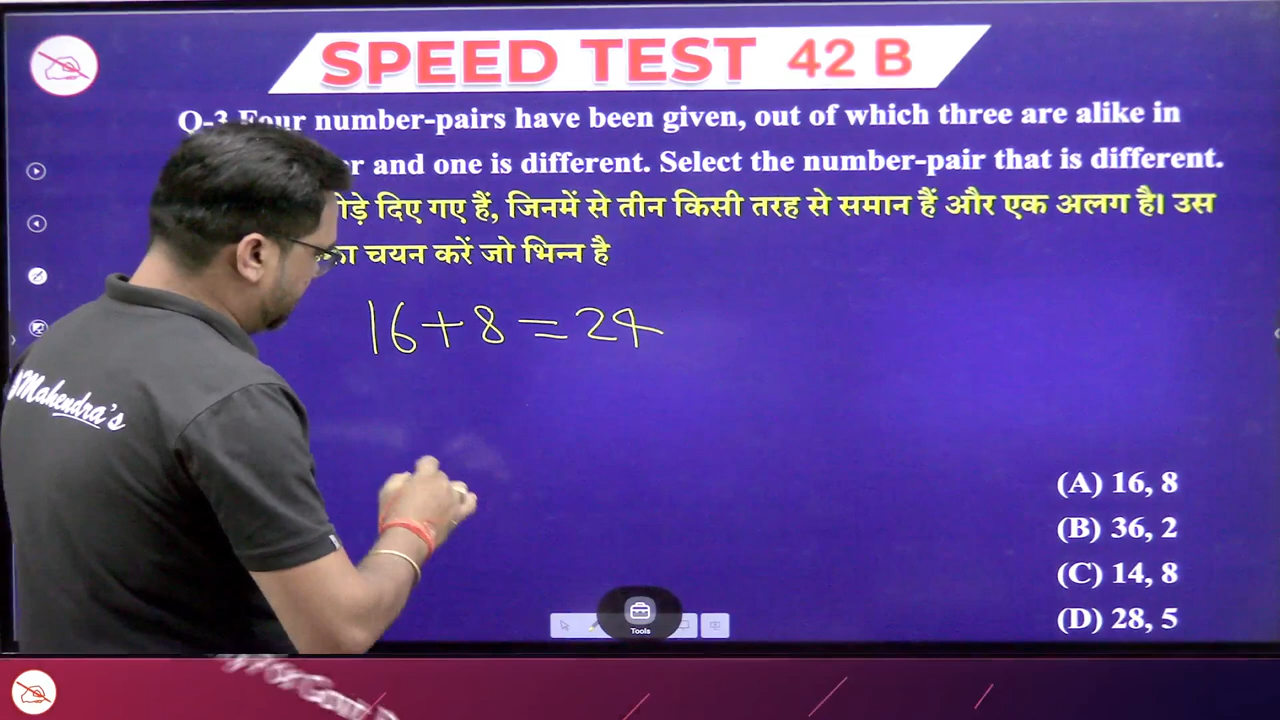 SPEED TEST 42 B
Q-3 Four number-pairs have been given, out of which three are alike in
and one is different. Select the number-pair that is different.
दिए गए हैं, जिनमें से तीन किसी तरह से समान हैं और एक अलग है। उस
चयन करें जो भिन्न है
16+8=24
Mahendra's
(A) 16, 8
(B) 36, 2
(C) 14, 8
(D) 28, 5
Tools